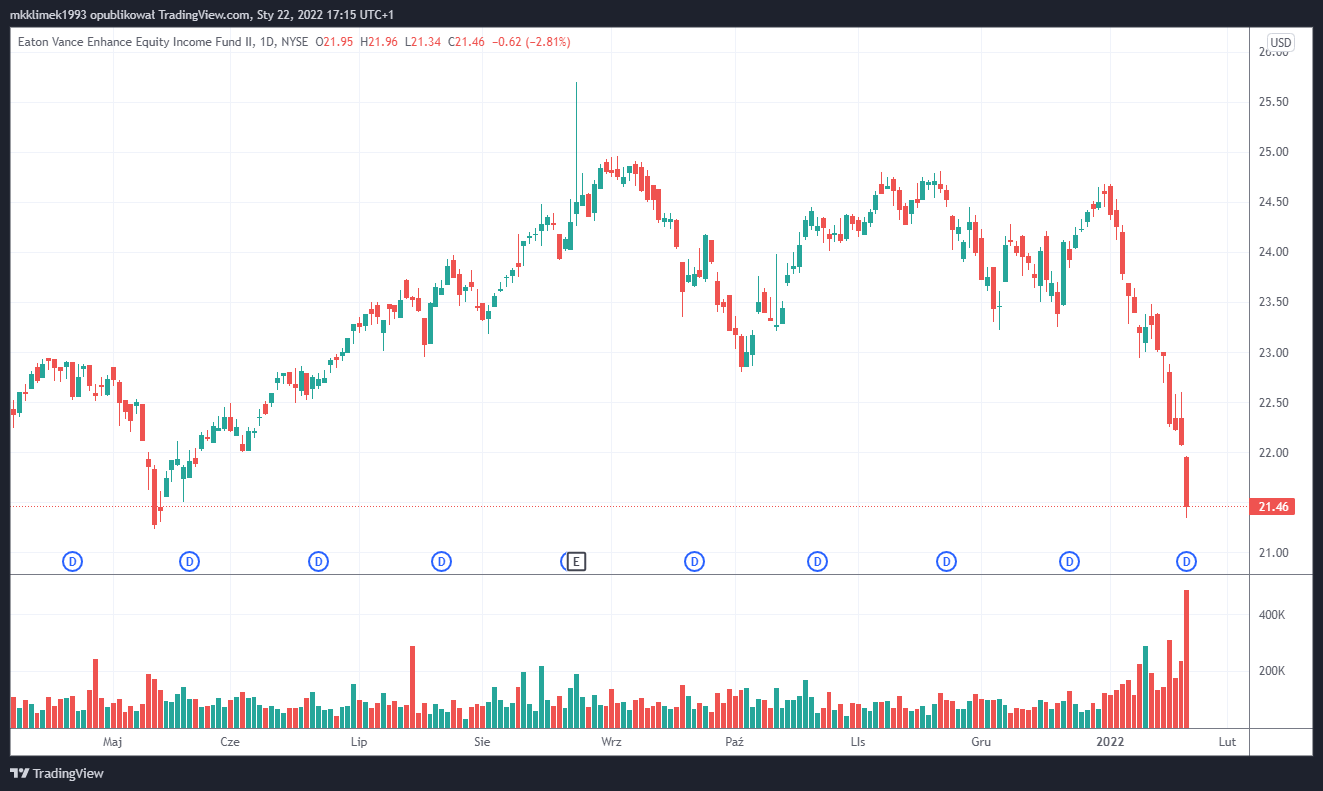 mkklimek1993 opublikował TradingView.com, Sty 22, 2022 17:15 UTC+1
Eaton Vance Enhance Equity Income Fund II, 1D, NYSE O21.95 H21.96 L21.34 C21.46 −0.62 (−2.81%)
USD
26.00
25.50
25.00
24.50
24.00
23.50
23.00
22.50
22.00
21.46
21.00
D D D D E D D D D D
400K
200K
Maj Cze Lip Sie Wrz Paź LIs Gru 2022 Lut
TradingView